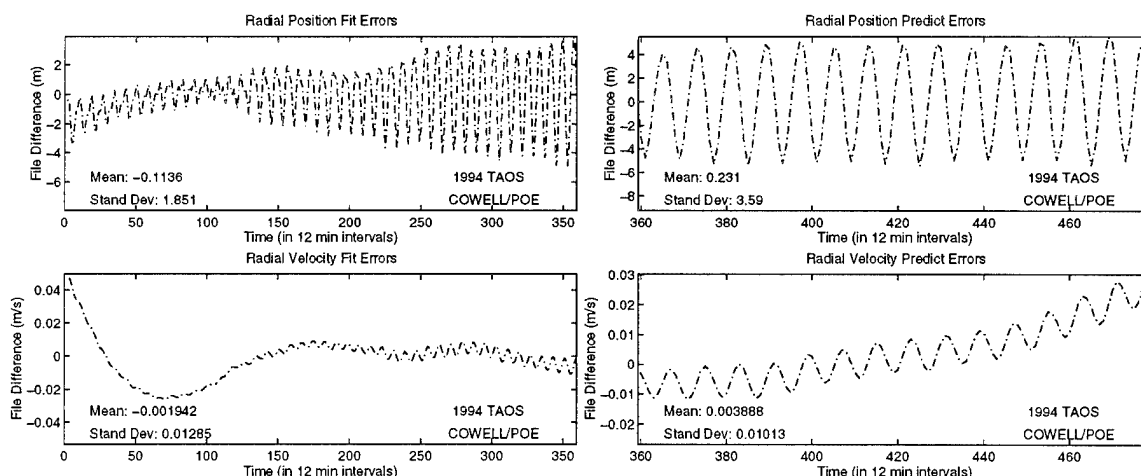 Radial Position Fit Errors
File Difference (m)
2
0
−2
−4
−6
Mean: −0.1136
Stand Dev: 1.851
1994 TAOS
COWELL/POE
0 50 100 150 200 250 300 350
Time (in 12 min intervals)
Radial Position Predict Errors
File Difference (m)
4
2
0
−2
−4
−6
−8
Mean: 0.231
Stand Dev: 3.59
1994 TAOS
COWELL/POE
360 380 400 420 440 460
Time (in 12 min intervals)
Radial Velocity Fit Errors
File Difference (m/s)
0.04
0.02
0
−0.02
−0.04
Mean: −0.001942
Stand Dev: 0.01285
1994 TAOS
COWELL/POE
0 50 100 150 200 250 300 350
Time (in 12 min intervals)
Radial Velocity Predict Errors
File Difference (m/s)
0.03
0.02
0.01
0
−0.01
−0.02
Mean: 0.003888
Stand Dev: 0.01013
1994 TAOS
COWELL/POE
360 380 400 420 440 460
Time (in 12 min intervals)